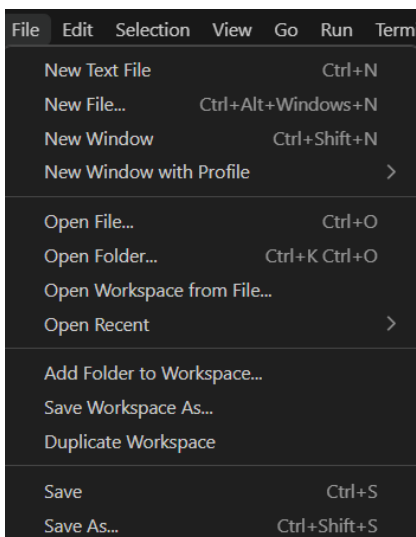 File Edit Selection View Go Run Term
New Text File Ctrl+N
New File... Ctrl+Alt+Windows+N
New Window Ctrl+Shift+N
New Window with Profile
Open File... Ctrl+O
Open Folder... Ctrl+K Ctrl+O
Open Workspace from File...
Open Recent
Add Folder to Workspace...
Save Workspace As...
Duplicate Workspace
Save Ctrl+S
Save As... Ctrl+Shift+S